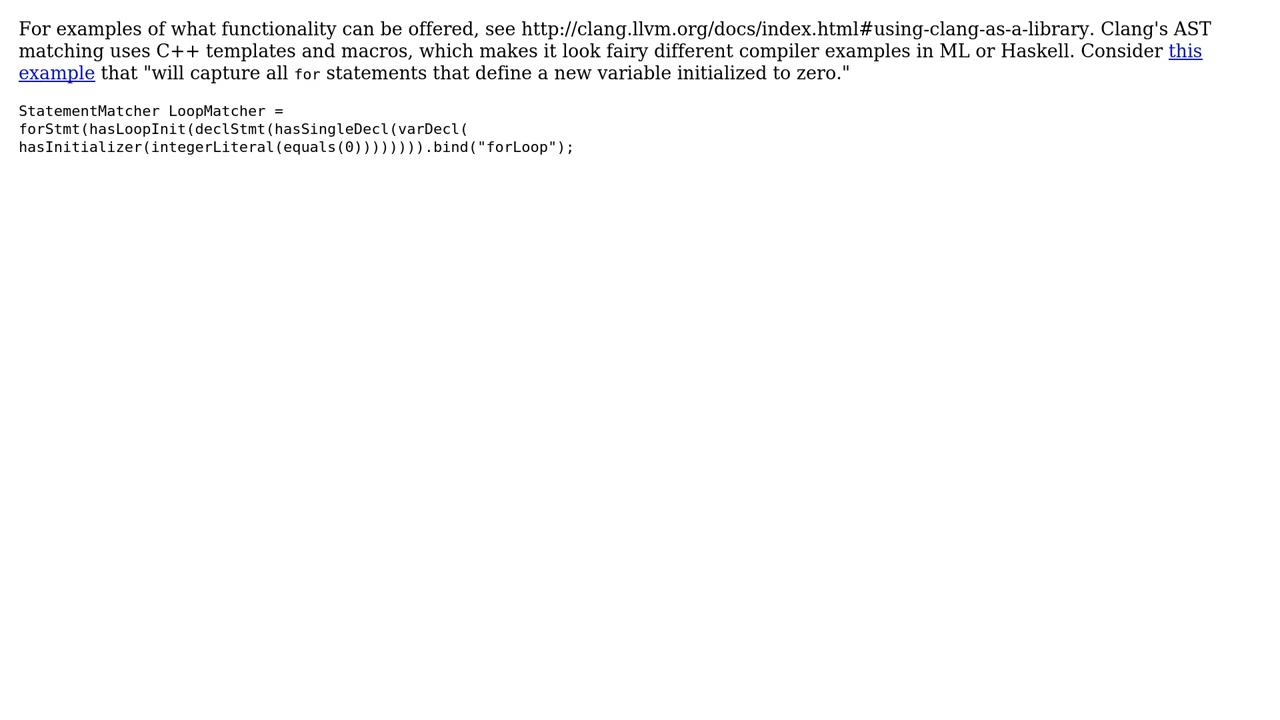 For examples of what functionality can be offered, see http://clang.llvm.org/docs/index.html#using-clang-as-a-library. Clang's AST
matching uses C++ templates and macros, which makes it look fairy different compiler examples in ML or Haskell. Consider this
example that "will capture all for statements that define a new variable initialized to zero."
StatementMatcher LoopMatcher =
forStmt(hasLoopInit(declStmt(hasSingleDecl(varDecl(
hasInitializer(integerLiteral(equals(0)))))))).bind("forLoop");